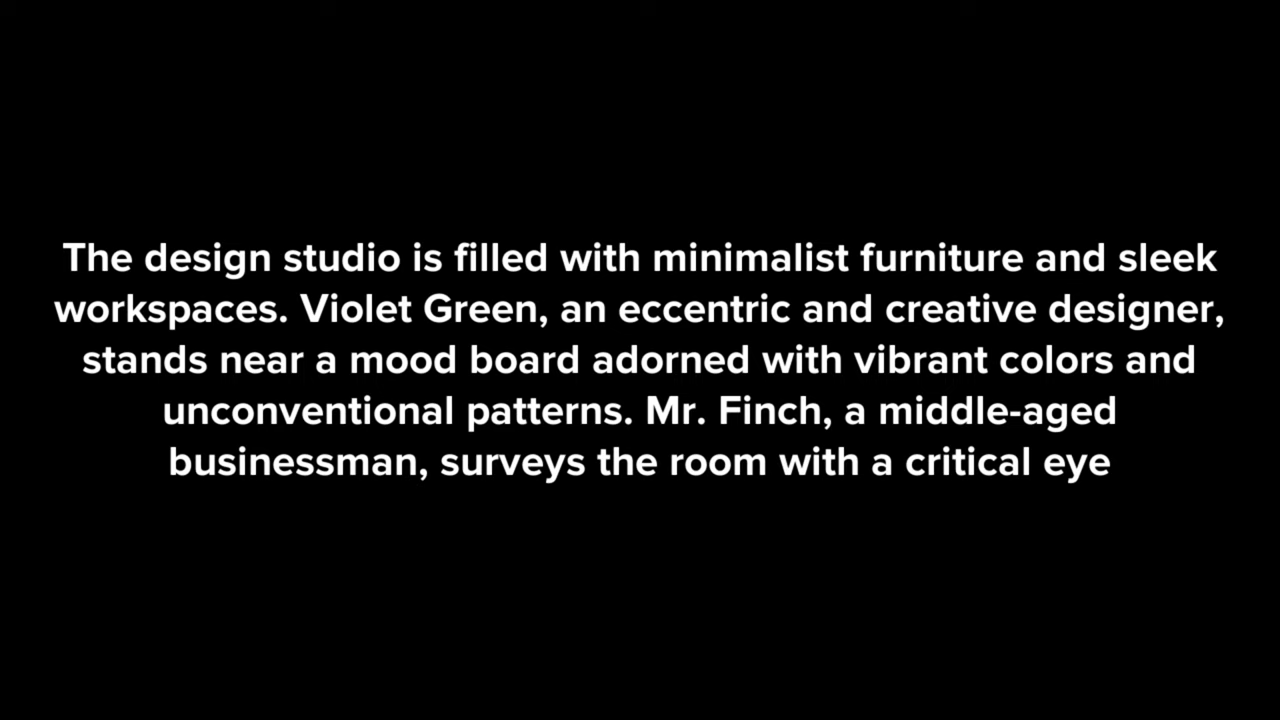 The design studio is filled with minimalist furniture and sleek
workspaces. Violet Green, an eccentric and creative designer,
stands near a mood board adorned with vibrant colors and
unconventional patterns. Mr. Finch, a middle-aged
businessman, surveys the room with a critical eye